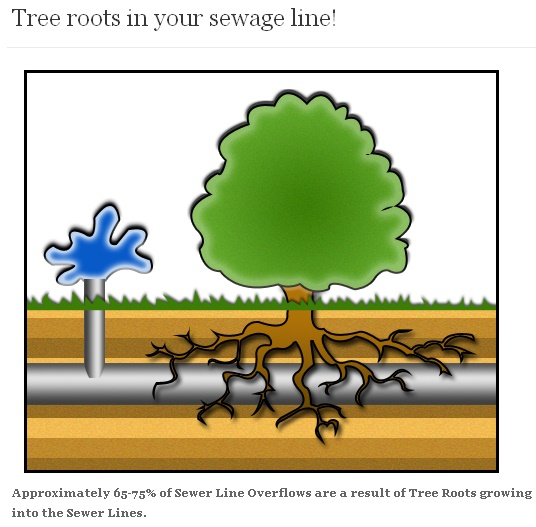 Tree roots in your sewage line!
Approximately 65-75% of Sewer Line Overflows are a result of Tree Roots growing
into the Sewer Lines.